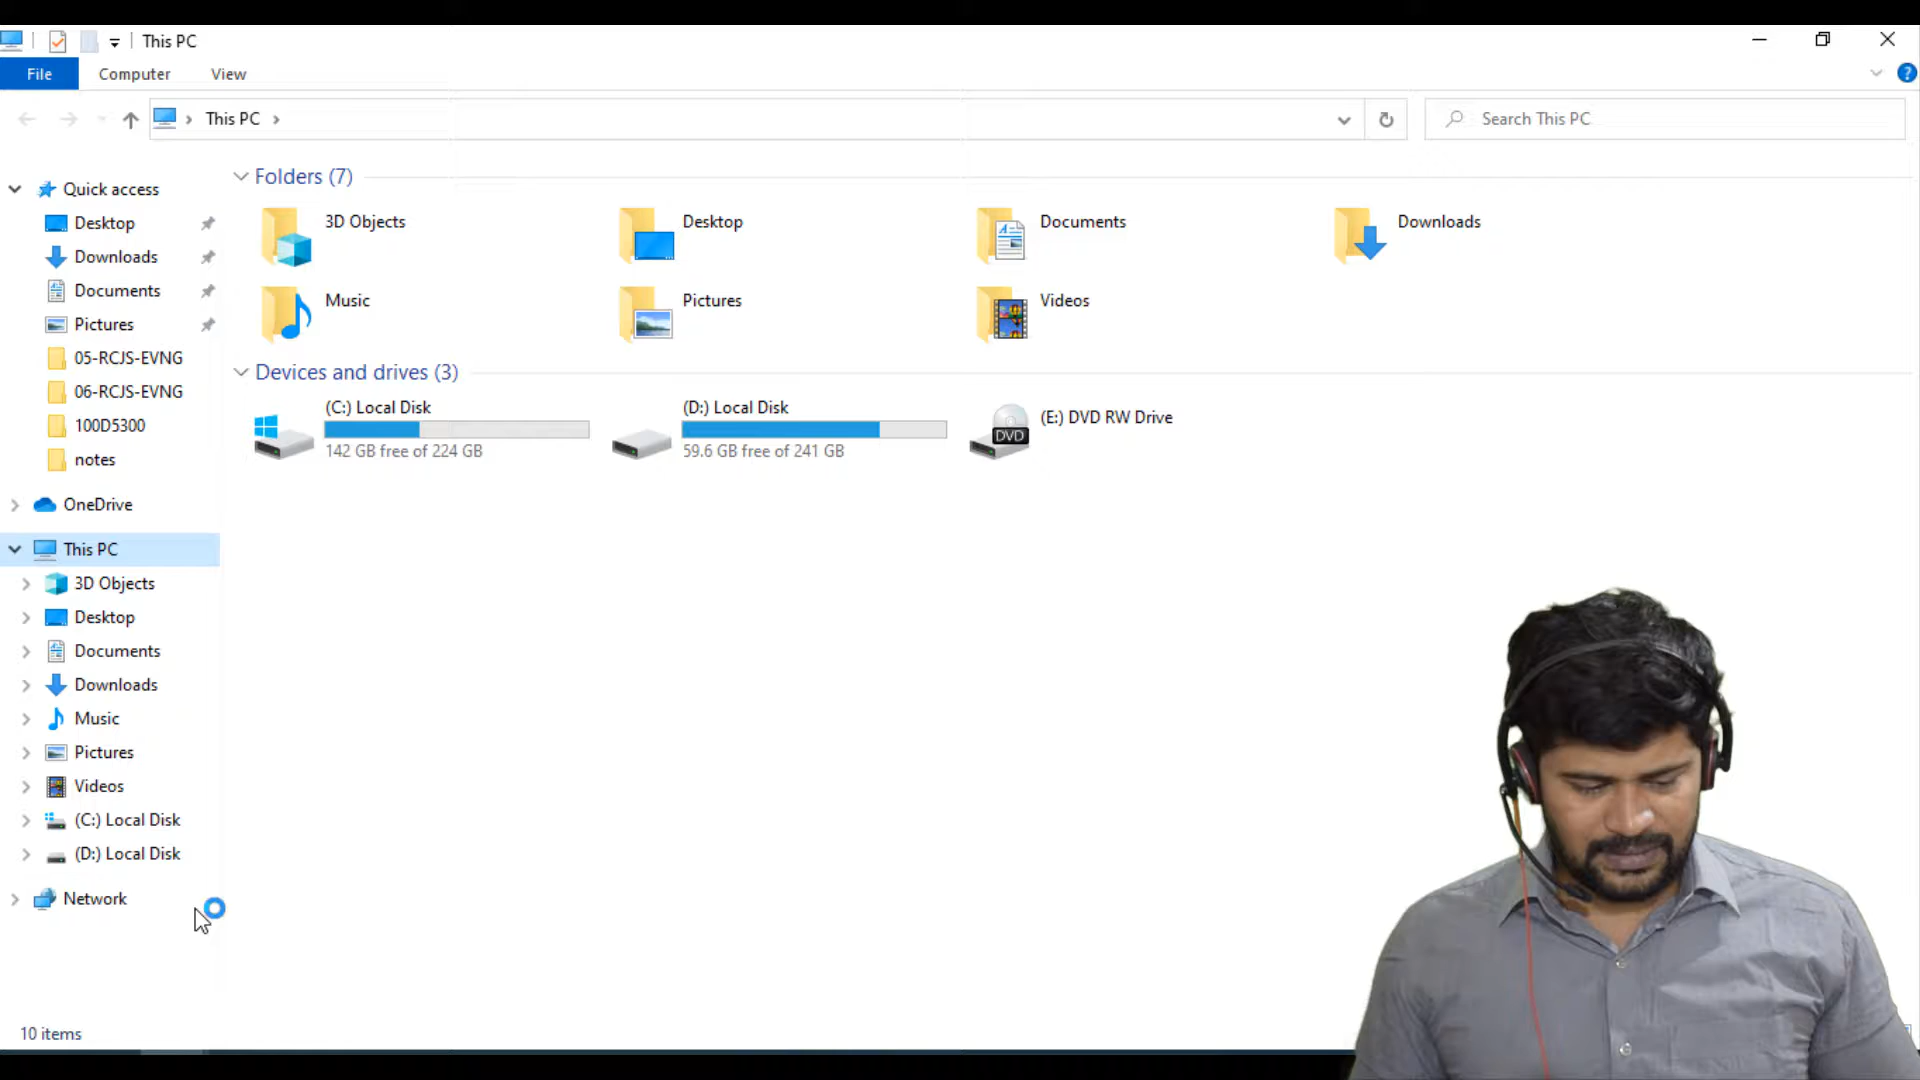 This PC
File Computer View
This PC
Search This PC
Quick access
Desktop
Downloads
Documents
Pictures
05-RCJS-EVNG
06-RCJS-EVNG
100D5300
notes
OneDrive
This PC
3D Objects
Desktop
Documents
Downloads
Music
Pictures
Videos
(C:) Local Disk
(D:) Local Disk
Network
Folders (7)
3D Objects Desktop Documents Downloads
Music Pictures Videos
Devices and drives (3)
(C:) Local Disk
142 GB free of 224 GB
(D:) Local Disk
59.6 GB free of 241 GB
DVD
(E:) DVD RW Drive
10 items